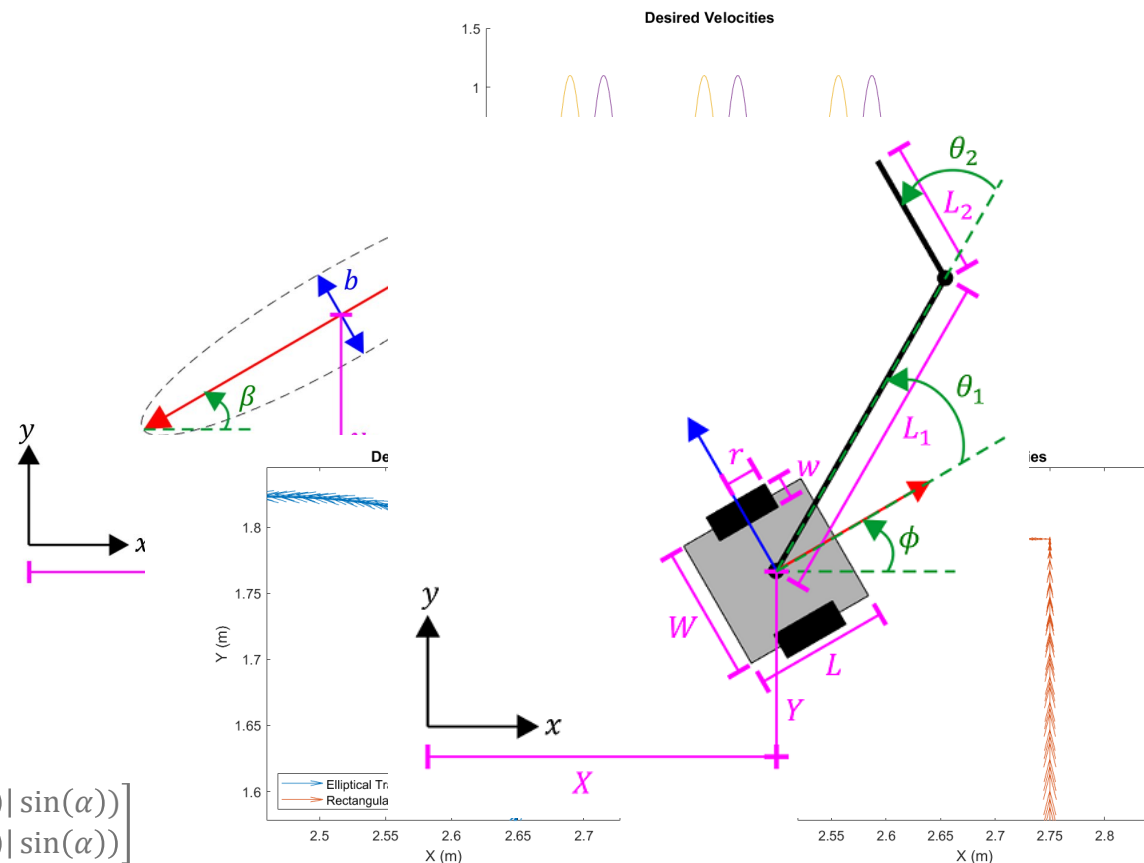 Desired Velocities
1.5
1
θ₂
L₂
b
β
θ₁
L₁
y
x
r
w
ϕ
W
L
Y
y
x
X
De
ies
1.8
1.75
1.7
1.65
1.6
Y (m)
Elliptical Tra
Rectangula
2.5
2.55
2.6
2.65
2.7
X (m)
2.55
2.6
2.65
2.7
2.75
2.8
X (m)
)| sin(α))
)| sin(α))